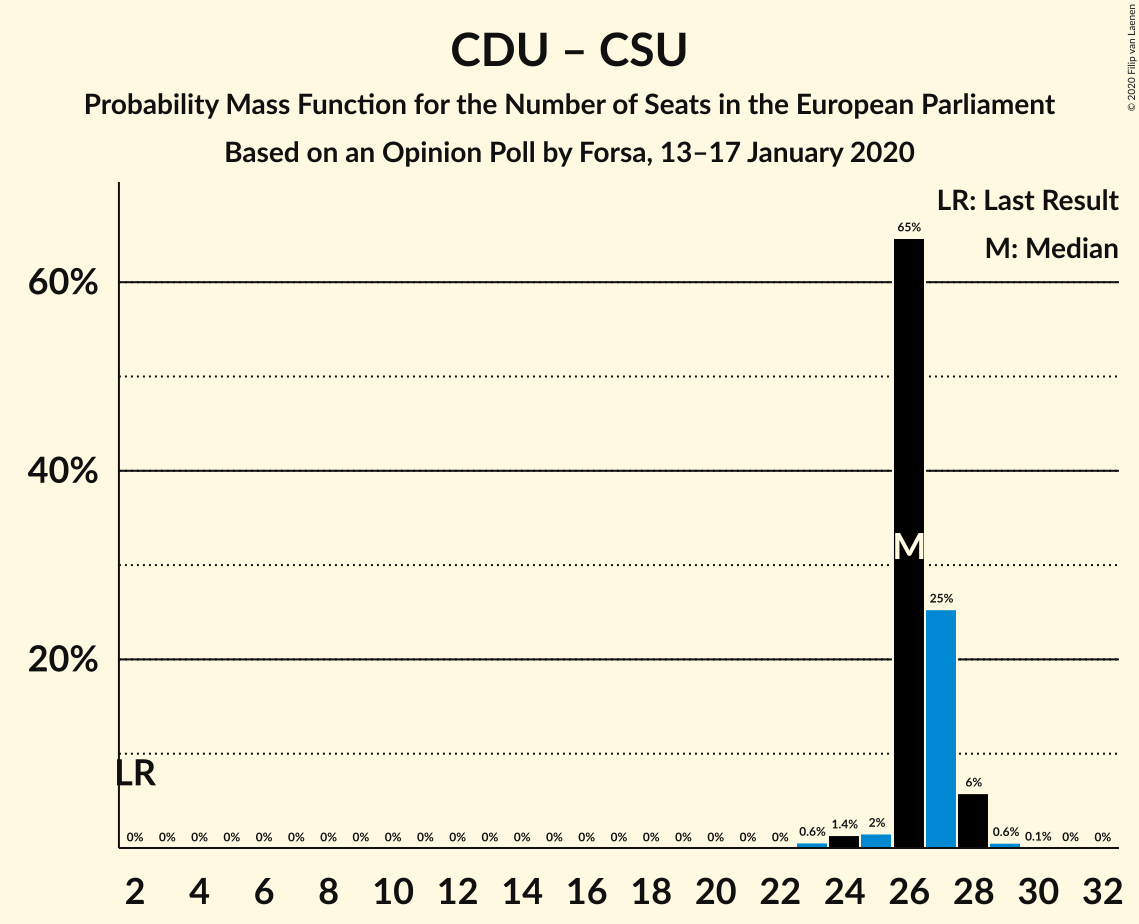 CDU – CSU
Probability Mass Function for the Number of Seats in the European Parliament
Based on an Opinion Poll by Forsa, 13–17 January 2020
© 2020 Filip van Laenen
LR: Last Result
M: Median
65%
60%
40%
M
25%
20%
LR
6%
0% 0% 0% 0% 0% 0% 0% 0% 0% 0% 0% 0% 0% 0% 0% 0% 0% 0% 0% 0% 0% 0.6% 1.4% 2% 0.6% 0.1% 0% 0%
2 4 6 8 10 12 14 16 18 20 22 24 26 28 30 32